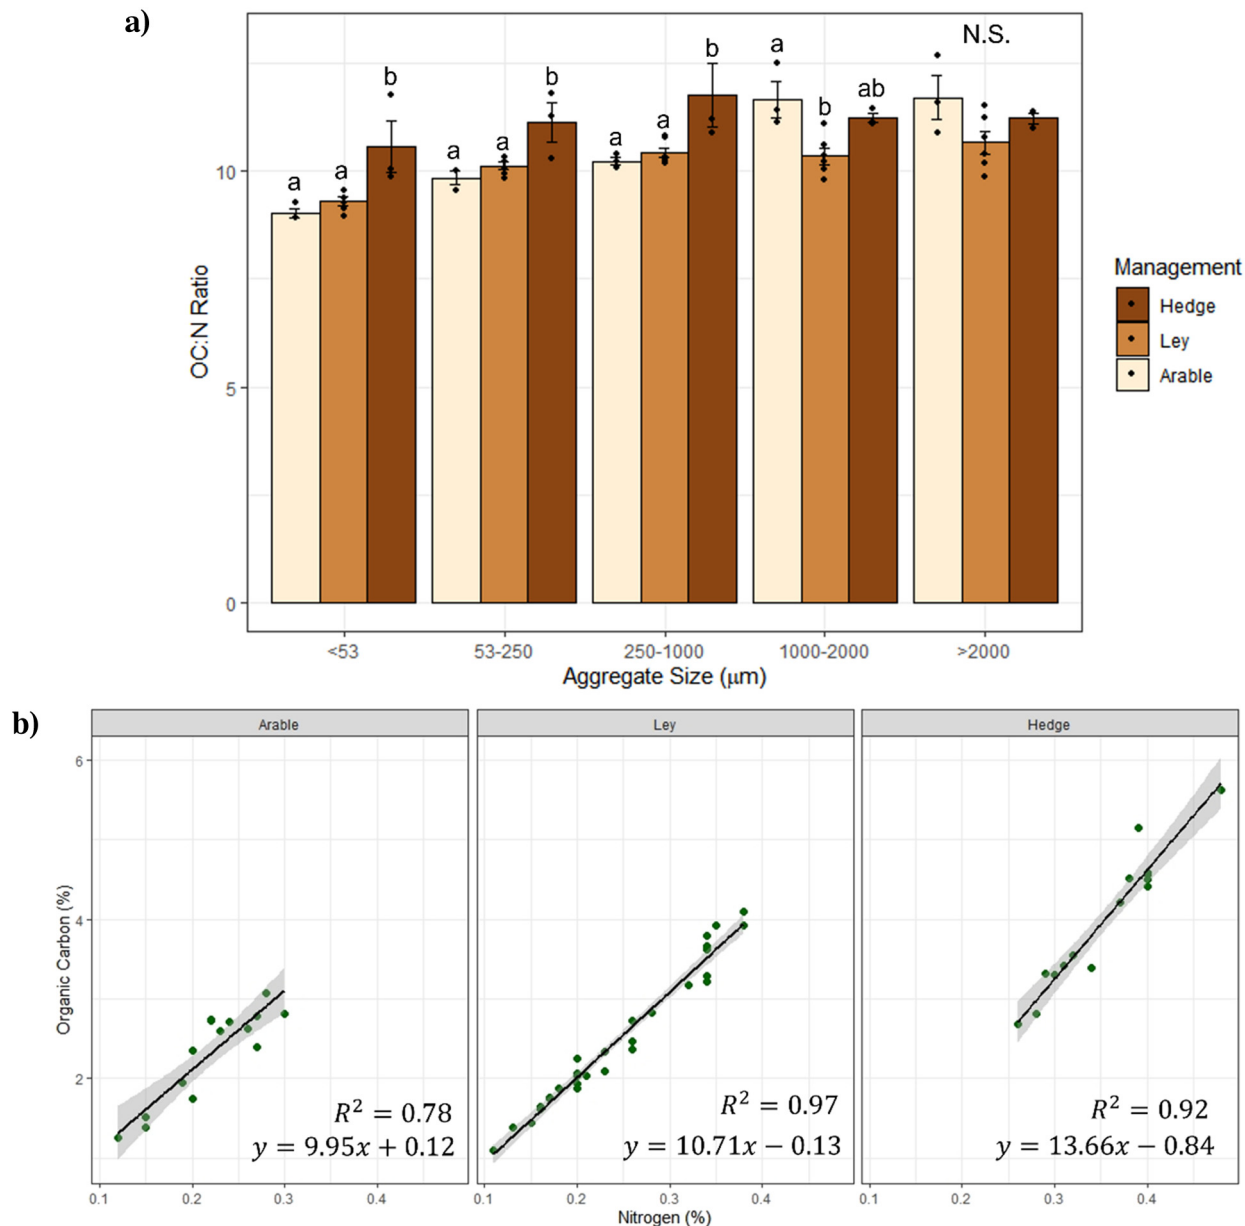 a)
N.S.
a
b
b
b
a
ab
a
a
a
a
a
a
b
10
5
0
OC:N Ratio
<53
53-250
250-1000
1000-2000
>2000
Aggregate Size (μm)
Management
Hedge
Ley
Arable
b)
Arable
Ley
Hedge
6
4
2
Organic Carbon (%)
R² = 0.78
y = 9.95x + 0.12
R² = 0.97
y = 10.71x − 0.13
R² = 0.92
y = 13.66x − 0.84
0.1
0.2
0.3
0.4
0.1
0.2
0.3
0.4
0.1
0.2
0.3
0.4
Nitrogen (%)